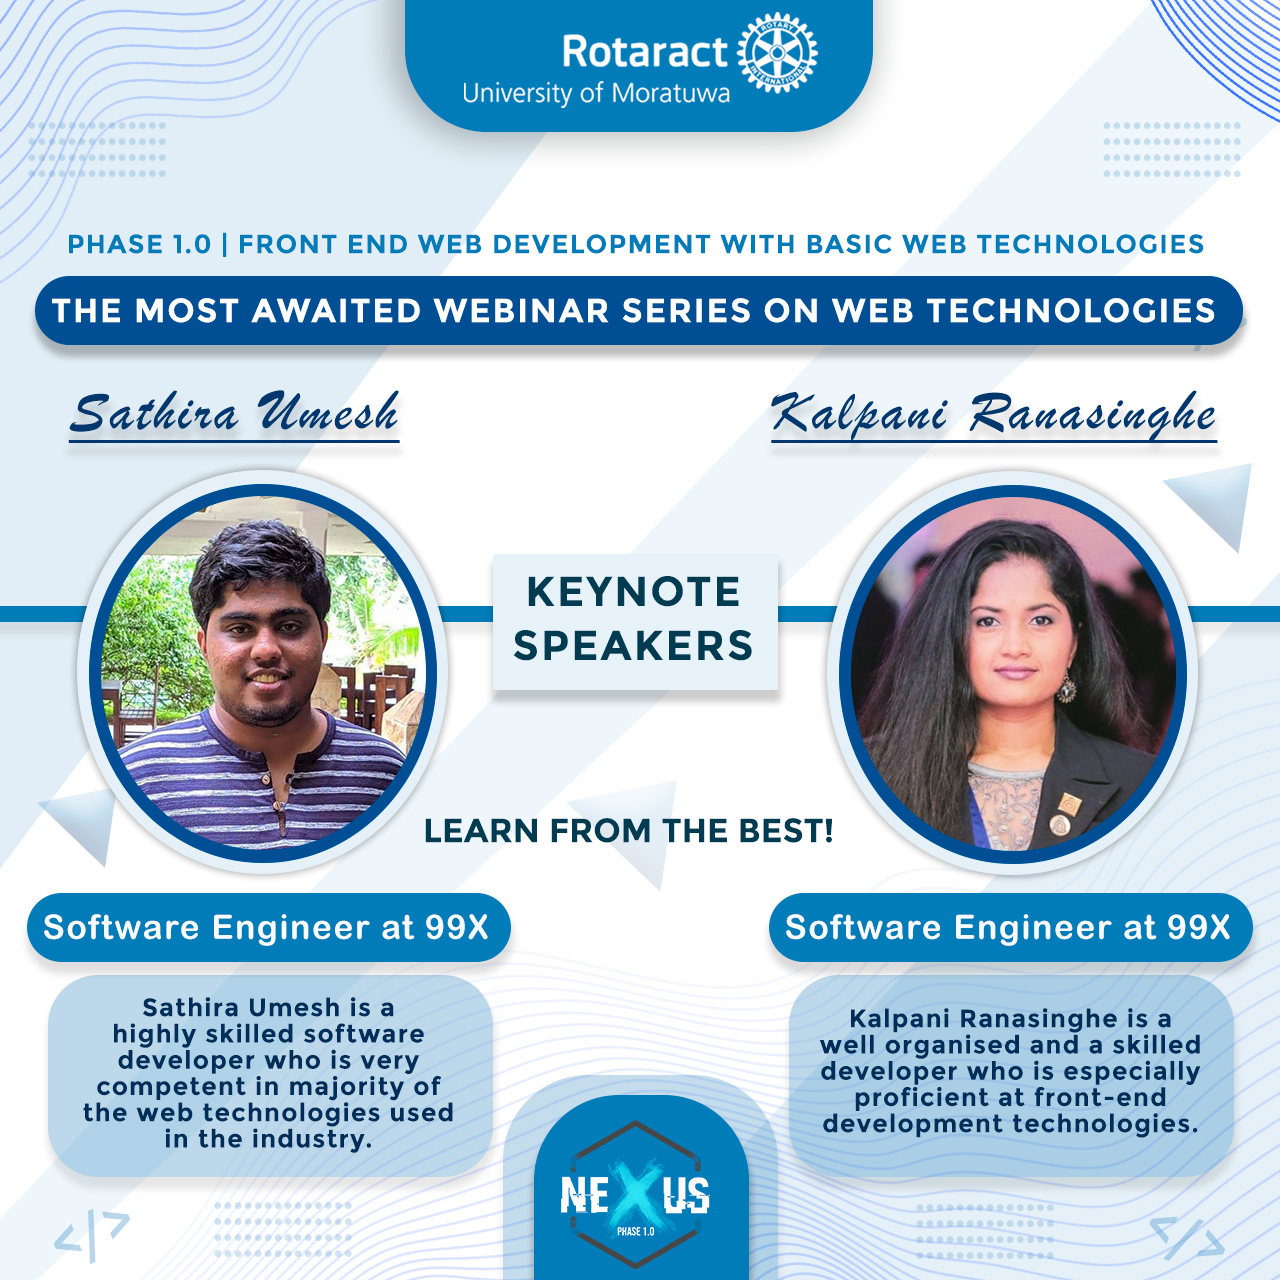 Rotaract
University of Moratuwa
ROTARY
INTERNATIONAL
PHASE 1.0 | FRONT END WEB DEVELOPMENT WITH BASIC WEB TECHNOLOGIES
THE MOST AWAITED WEBINAR SERIES ON WEB TECHNOLOGIES
Sathira Umesh
Kalpani Ranasinghe
KEYNOTE
SPEAKERS
LEARN FROM THE BEST!
Software Engineer at 99X
Sathira Umesh is a
highly skilled software
developer who is very
competent in majority of
the web technologies used
in the industry.
Software Engineer at 99X
Kalpani Ranasinghe is a
well organised and a skilled
developer who is especially
proficient at front-end
development technologies.
NEXUS
PHASE 1.0
</> 
</>